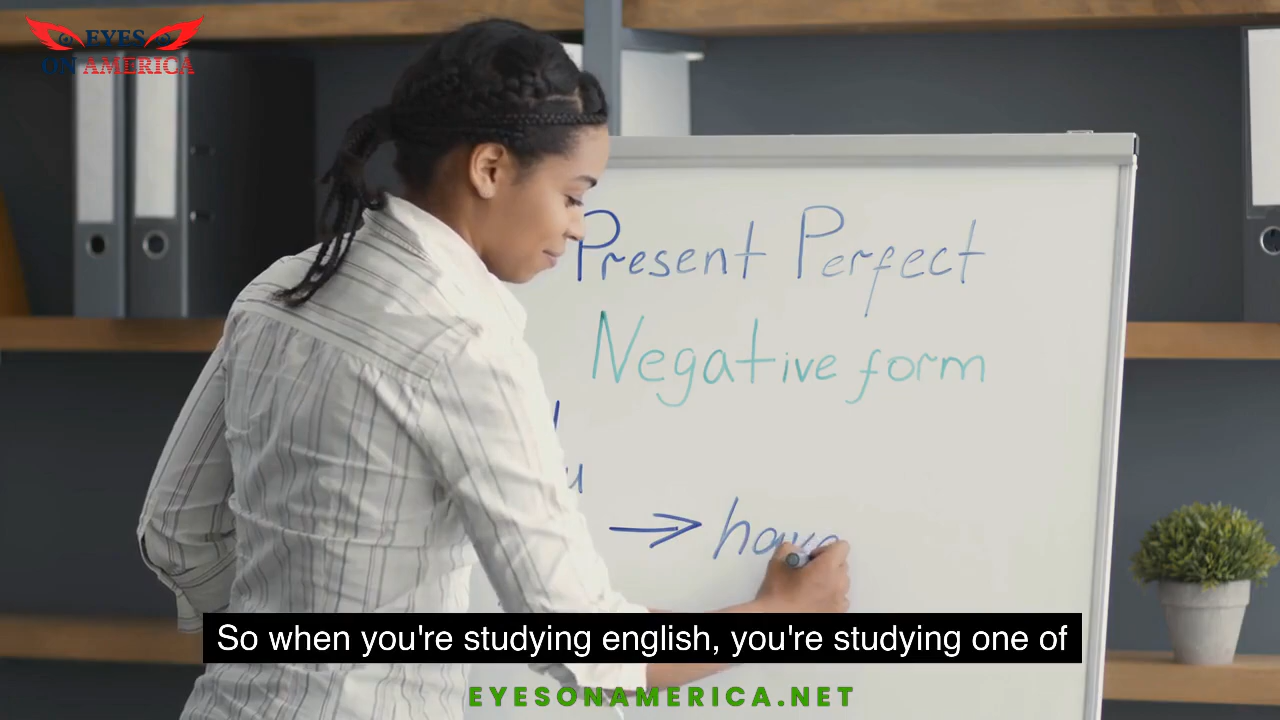 EYES
ON AMERICA
Present Perfect
Negative form
have
So when you're studying english, you're studying one of
EYESONAMERICA.NET